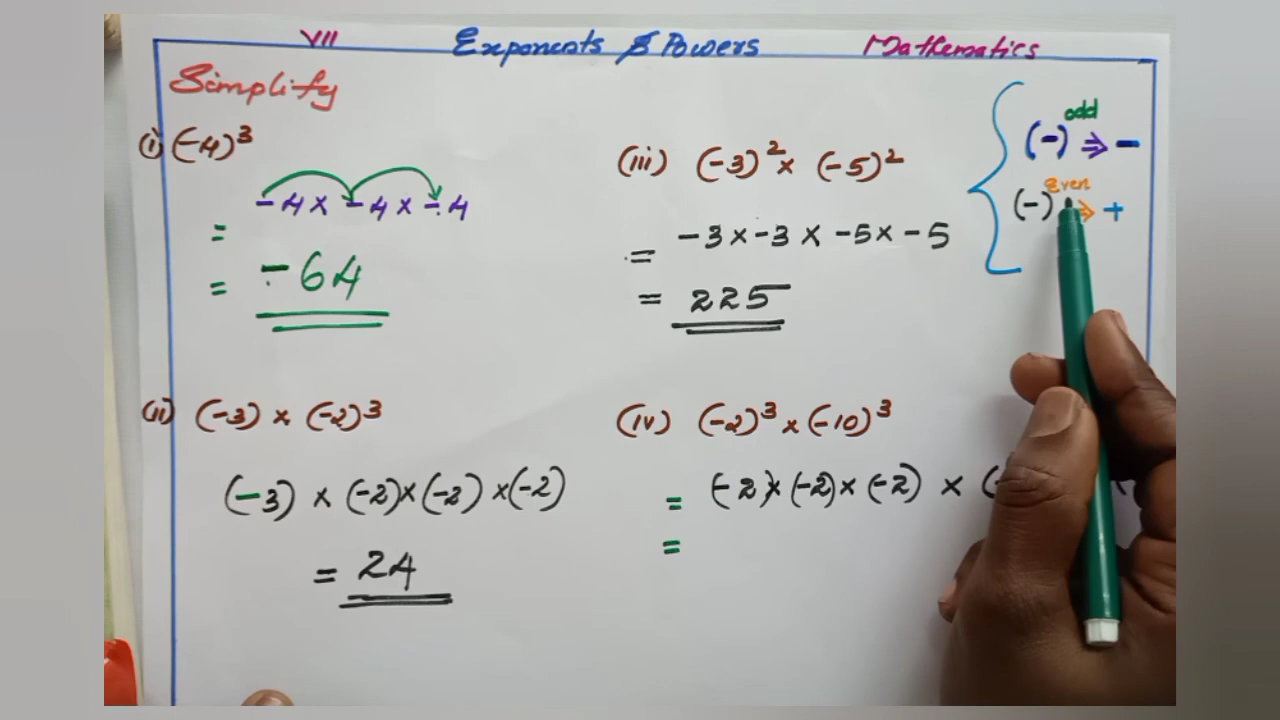 VII Exponents & Powers Mathematics
Simplify
(i) (-4)³
-4 × -4 × -4
=
= -64
(ii) (-3) × (-2)³
(-3) × (-2) × (-2) × (-2)
= 24
(iii) (-3)² × (-5)²
= -3 × -3 × -5 × -5
= 225
(iv) (-2)³ × (-10)³
= (-2) × (-2) × (-2) × (-
=
(-)ᵒᵈᵈ ⇒ -
(-)ᴱᵛᵉⁿ ⇒ +